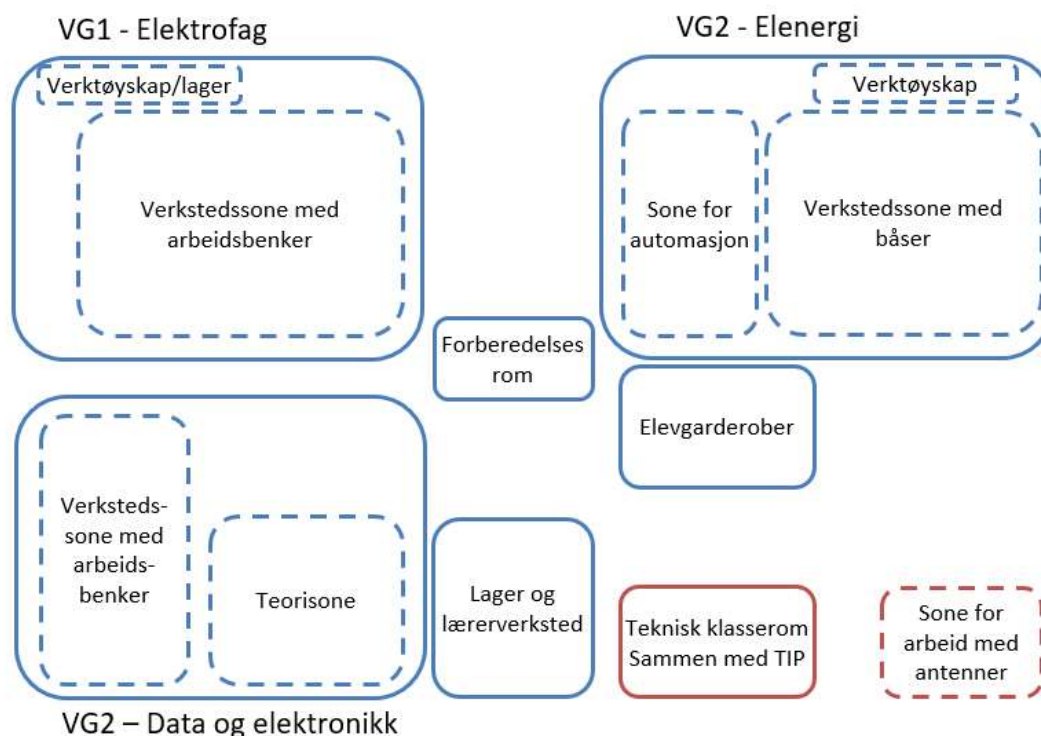 VG1 - Elektrofag
Verktøyskap/lager
Verkstedssone med
arbeidsbenker
VG2 - Elenergi
Verktøyskap
Sone for
automasjon
Verkstedssone med
båser
Forberedelses
rom
Elevgarderober
Verksteds-
sone med
arbeids-
benker
Teorisone
Lager og
lærerverksted
Teknisk klasserom
Sammen med TIP
Sone for
arbeid med
antenner
VG2 – Data og elektronikk